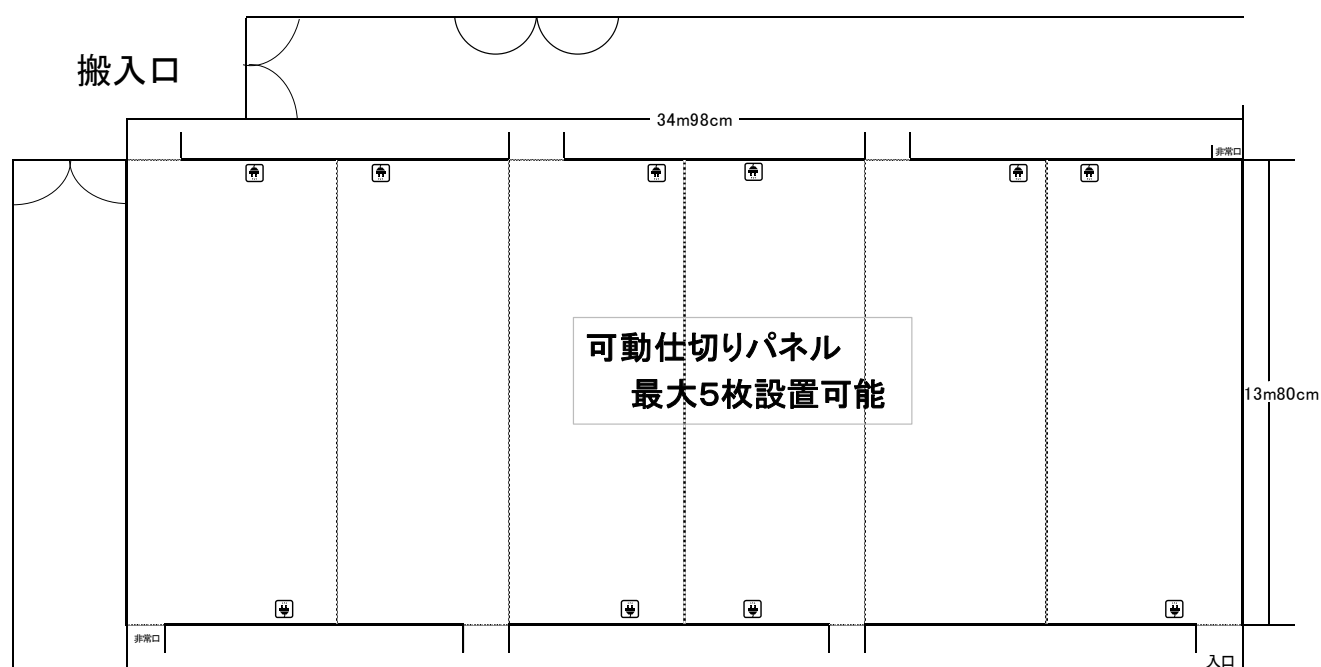 搬入口
34m98cm
非常口
可動仕切りパネル
最大5枚設置可能
13m80cm
非常口
入口